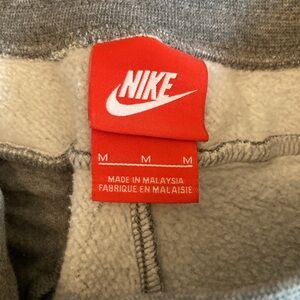 NIKE
M M M
MADE IN MALAYSIA
FABRIQUE EN MALAISIE